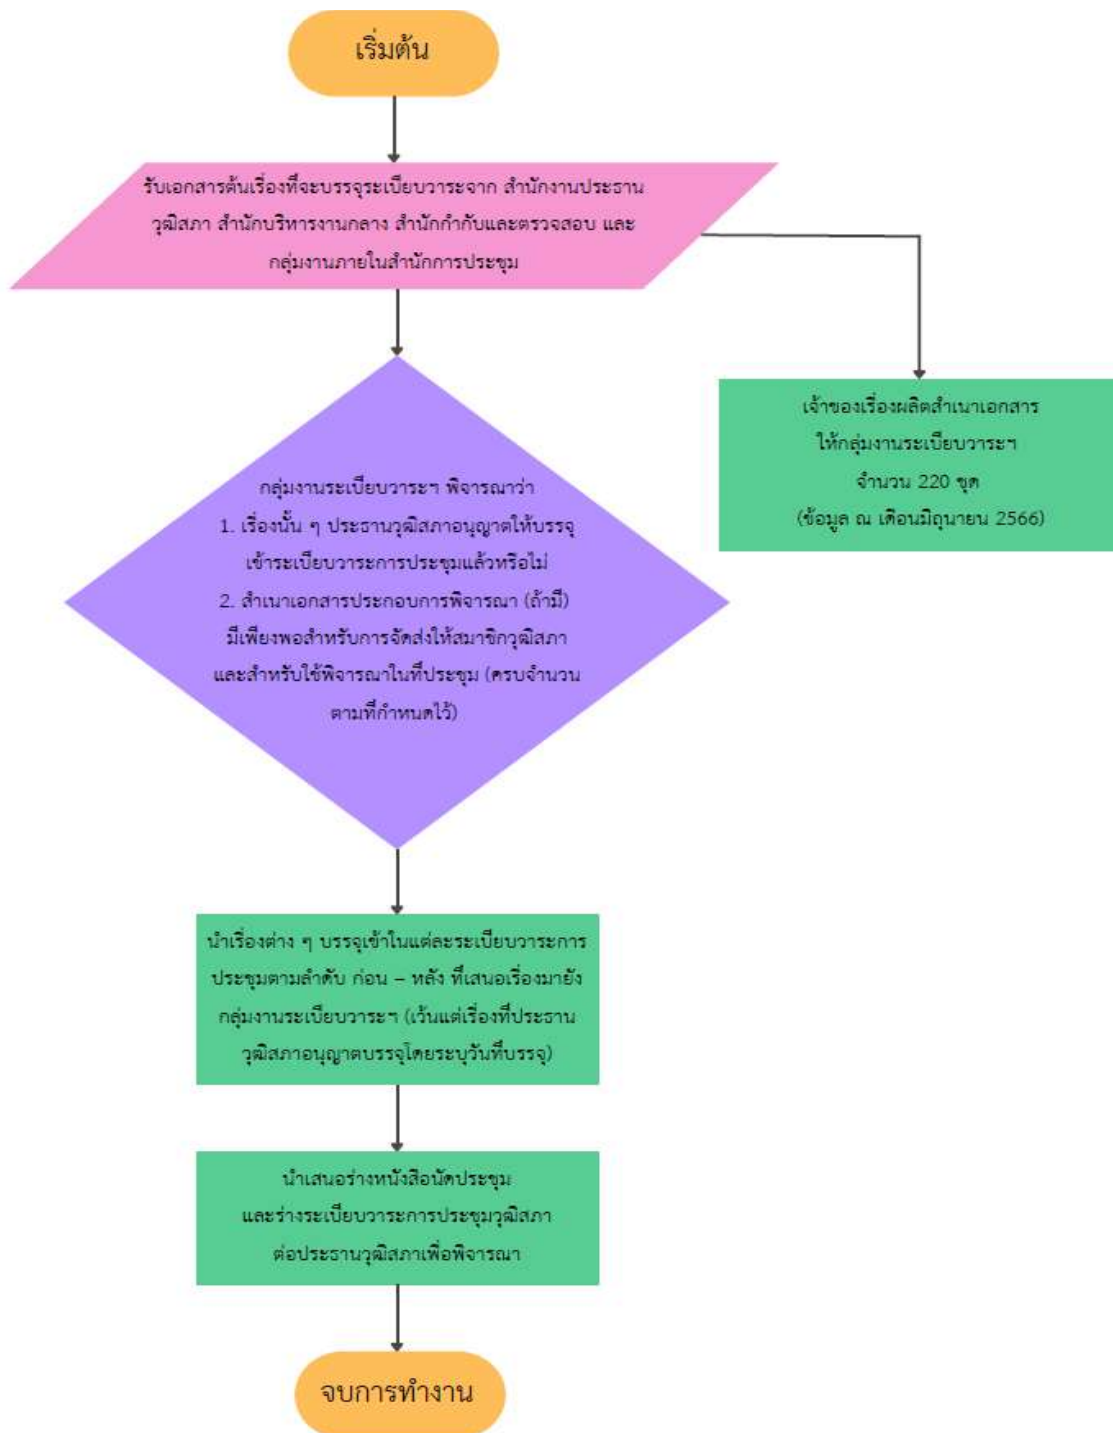 เริ่มต้น
รับเอกสารต้นเรื่องที่จะบรรจุระเบียบวาระจาก สำนักงานประธาน
วุฒิสภา สำนักบริหารงานกลาง สำนักกำกับและตรวจสอบ และ
กลุ่มงานภายในสำนักการประชุม
เจ้าของเรื่องผลิตสำเนาเอกสาร
ให้กลุ่มงานระเบียบวาระฯ
จำนวน 220 ชุด
(ข้อมูล ณ เดือนมิถุนายน 2566)
กลุ่มงานระเบียบวาระฯ พิจารณาว่า
1. เรื่องนั้น ๆ ประธานวุฒิสภาอนุญาตให้บรรจุ
เข้าระเบียบวาระการประชุมแล้วหรือไม่
2. สำเนาเอกสารประกอบการพิจารณา (ถ้ามี)
มีเพียงพอสำหรับการจัดส่งให้สมาชิกวุฒิสภา
และสำหรับใช้พิจารณาในที่ประชุม (ครบจำนวน
ตามที่กำหนดไว้)
นำเรื่องต่าง ๆ บรรจุเข้าในแต่ละระเบียบวาระการ
ประชุมตามลำดับ ก่อน – หลัง ที่เสนอเรื่องมายัง
กลุ่มงานระเบียบวาระฯ (เว้นแต่เรื่องที่ประธาน
วุฒิสภาอนุญาตบรรจุโดยระบุวันที่บรรจุ)
นำเสนอร่างหนังสือนัดประชุม
และร่างระเบียบวาระการประชุมวุฒิสภา
ต่อประธานวุฒิสภาเพื่อพิจารณา
จบการทำงาน